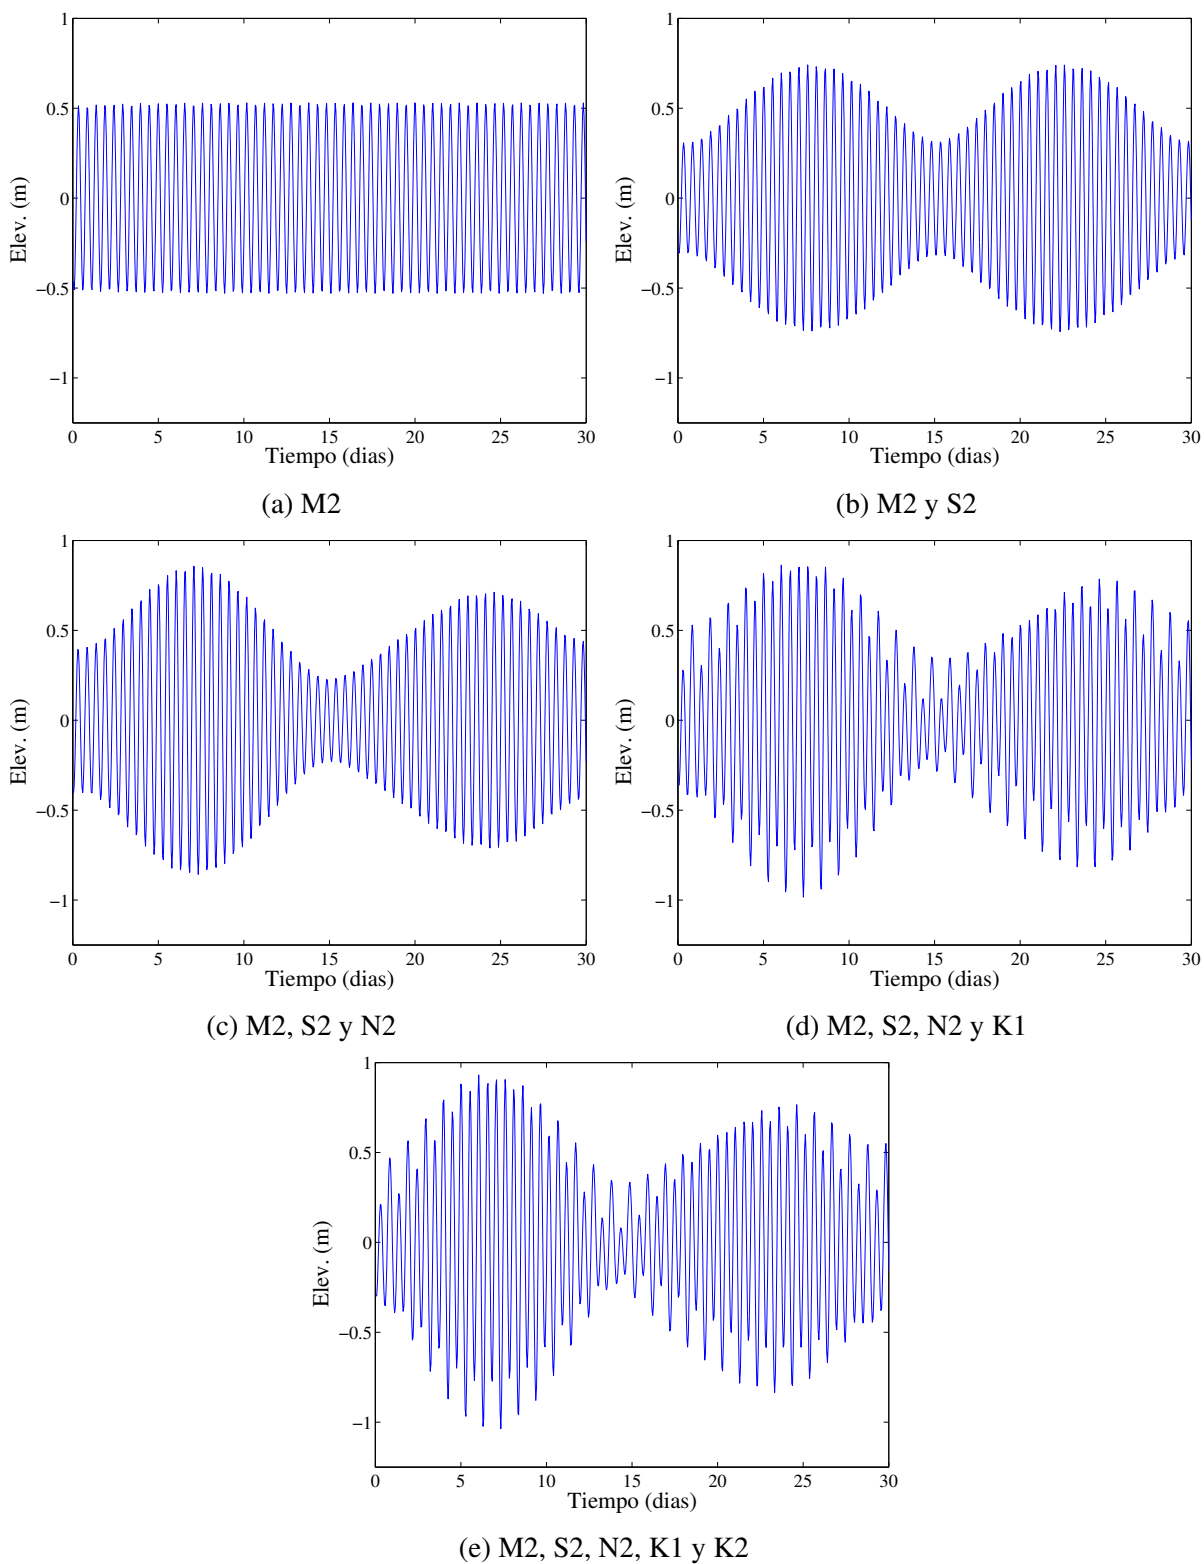 1
0.5
0
−0.5
−1
Elev. (m)
0 5 10 15 20 25 30
Tiempo (dias)
(a) M2
1
0.5
0
−0.5
−1
Elev. (m)
0 5 10 15 20 25 30
Tiempo (dias)
(b) M2 y S2
1
0.5
0
−0.5
−1
Elev. (m)
0 5 10 15 20 25 30
Tiempo (dias)
(c) M2, S2 y N2
1
0.5
0
−0.5
−1
Elev. (m)
0 5 10 15 20 25 30
Tiempo (dias)
(d) M2, S2, N2 y K1
1
0.5
0
−0.5
−1
Elev. (m)
0 5 10 15 20 25 30
Tiempo (dias)
(e) M2, S2, N2, K1 y K2